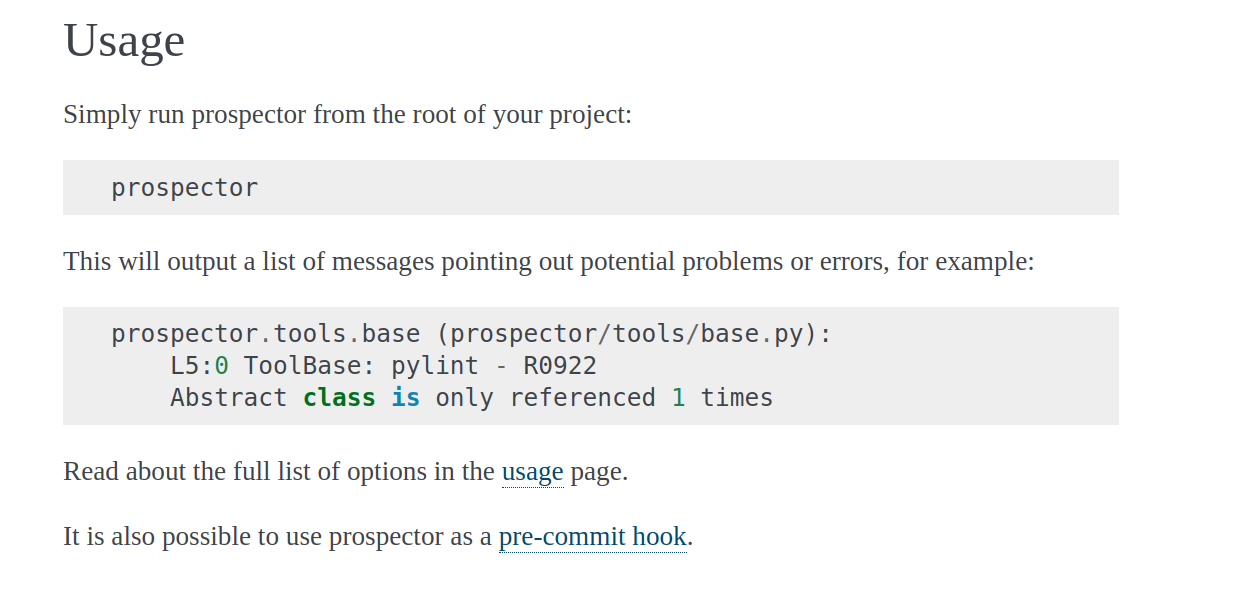 Usage
Simply run prospector from the root of your project:
prospector
This will output a list of messages pointing out potential problems or errors, for example:
prospector.tools.base (prospector/tools/base.py):
    L5:0 ToolBase: pylint - R0922
    Abstract class is only referenced 1 times
Read about the full list of options in the usage page.
It is also possible to use prospector as a pre-commit hook.